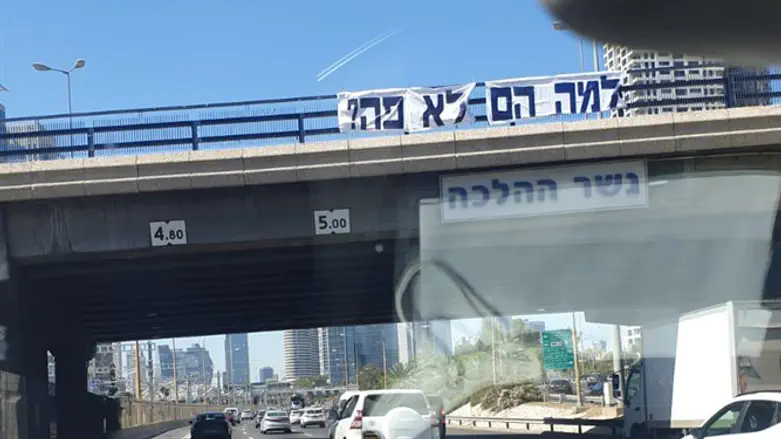 למה הם לא פה?
גשר ההלכה
4.80
5.00